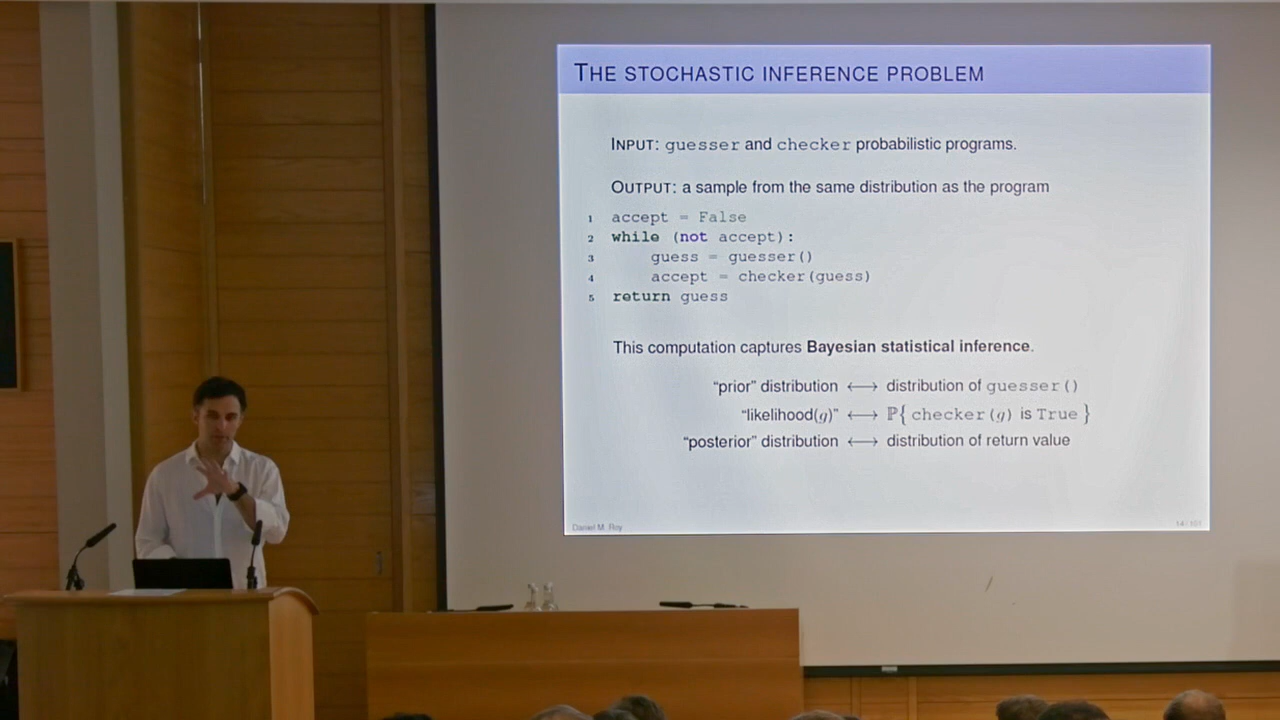 THE STOCHASTIC INFERENCE PROBLEM
INPUT: guesser and checker probabilistic programs.
OUTPUT: a sample from the same distribution as the program
1 accept = False
2 while (not accept):
3 guess = guesser()
4 accept = checker(guess)
5 return guess
This computation captures Bayesian statistical inference.
“prior” distribution ⟷ distribution of guesser()
“likelihood(g)” ⟷ ℙ{ checker(g) is True }
“posterior” distribution ⟷ distribution of return value
Daniel M. Roy
14 / 101